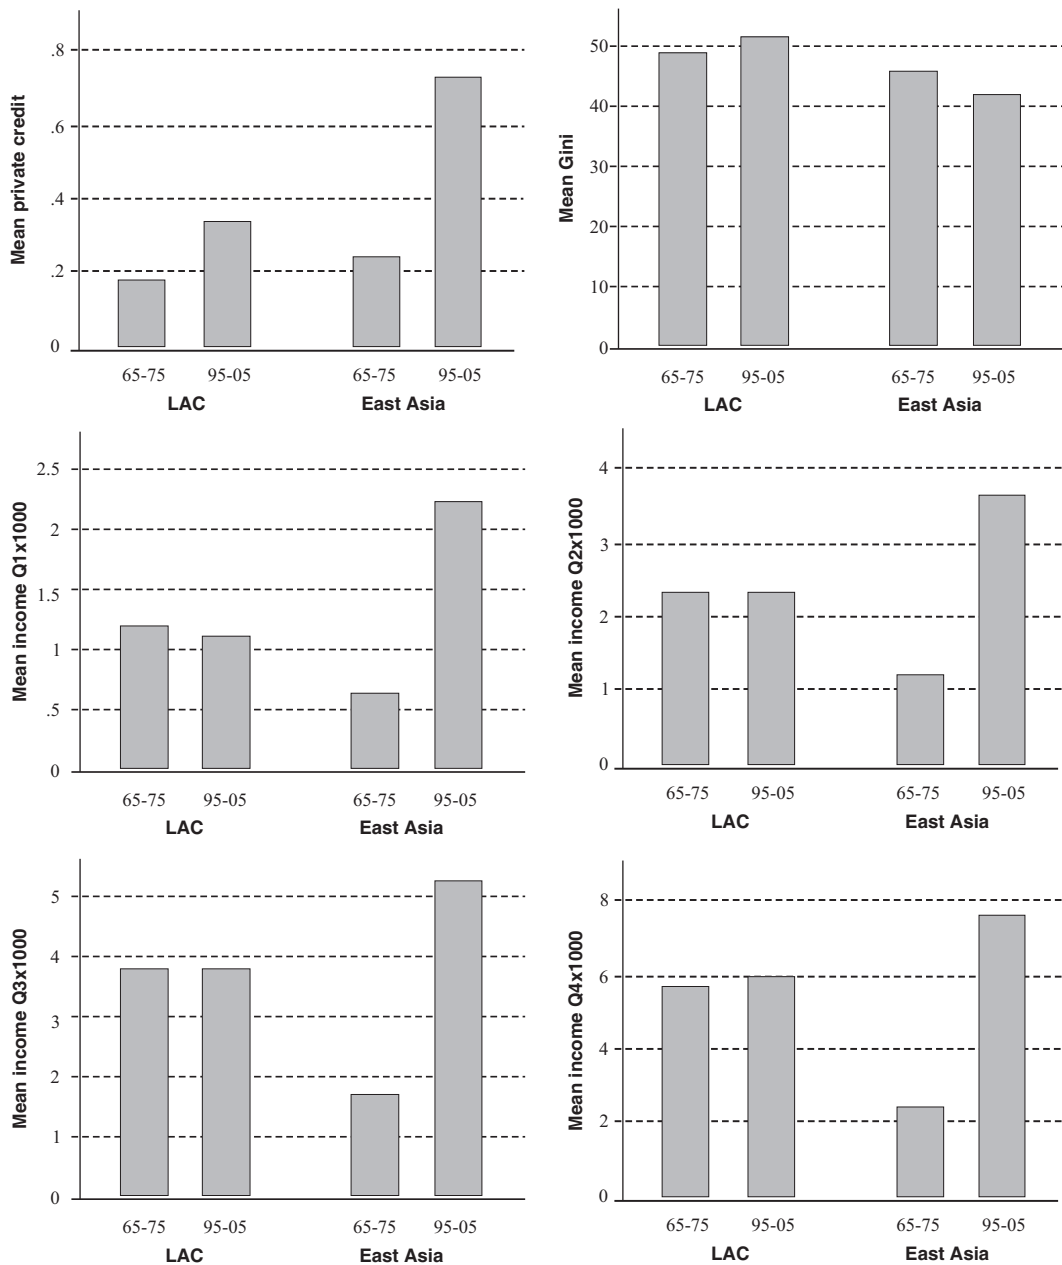 Mean private credit
.8
.6
.4
.2
0
65-75 95-05 65-75 95-05
LAC East Asia
Mean Gini
50
40
30
20
10
0
65-75 95-05 65-75 95-05
LAC East Asia
Mean income Q1x1000
2.5
2
1.5
1
.5
0
65-75 95-05 65-75 95-05
LAC East Asia
Mean income Q2x1000
4
3
2
1
0
65-75 95-05 65-75 95-05
LAC East Asia
Mean income Q3x1000
5
4
3
2
1
0
65-75 95-05 65-75 95-05
LAC East Asia
Mean income Q4x1000
8
6
4
2
0
65-75 95-05 65-75 95-05
LAC East Asia